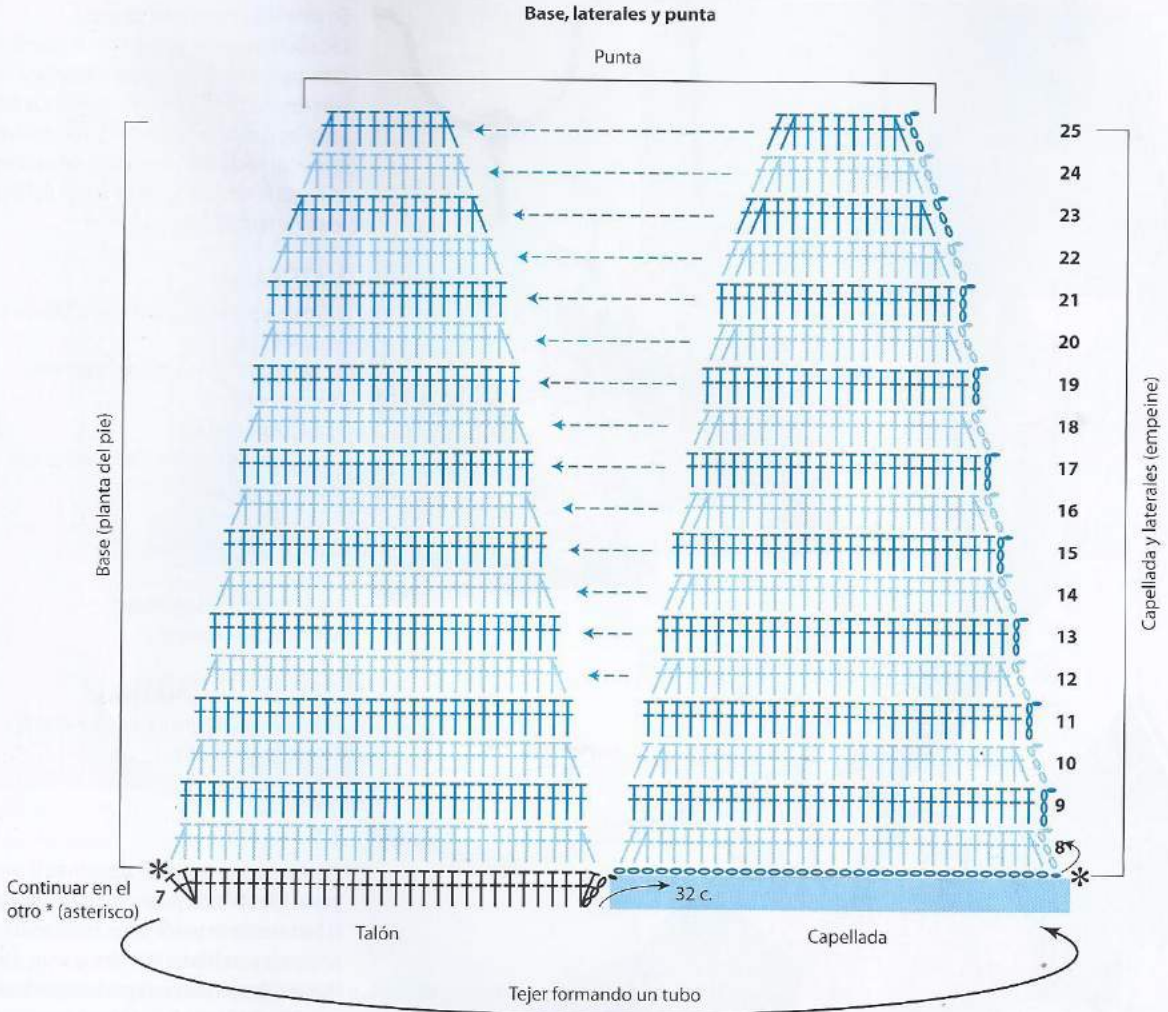 Base, laterales y punta
Punta
25
24
23
22
21
20
19
18
17
16
15
14
13
12
11
10
9
8
Base (planta del pie)
Capellada y laterales (empeine)
Continuar en el
otro * (asterisco)
7
32 c.
Talón
Capellada
Tejer formando un tubo